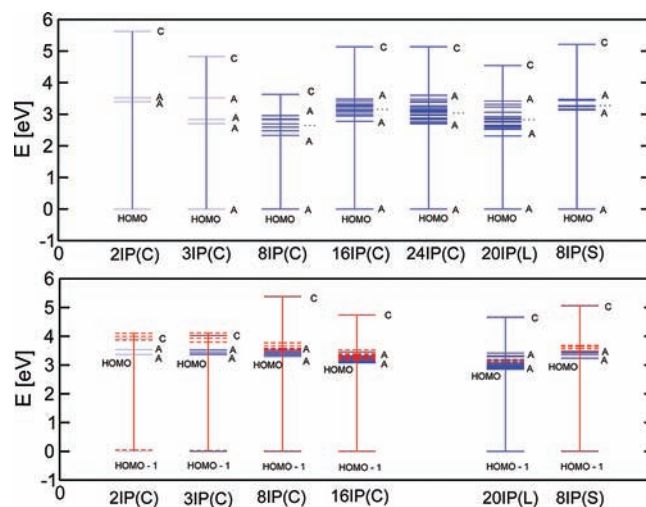 E [eV]
6
5
4
3
2
1
0
-1
C
A
A
HOMO
C
A
A
A
A
HOMO
C
A
....
A
A
HOMO
C
A
....
A
A
HOMO
C
A
....
A
A
HOMO
C
A
....
A
A
HOMO
C
A
....
A
A
HOMO
0 2IP(C) 3IP(C) 8IP(C) 16IP(C) 24IP(C) 20IP(L) 8IP(S)
E [eV]
6
5
4
3
2
1
0
-1
C
A
A
HOMO
HOMO - 1
C
A
A
HOMO
HOMO - 1
C
A
A
HOMO
HOMO - 1
C
A
A
HOMO
HOMO - 1
C
A
A
HOMO
HOMO - 1
C
A
A
HOMO
HOMO - 1
0 2IP(C) 3IP(C) 8IP(C) 16IP(C) 20IP(L) 8IP(S)